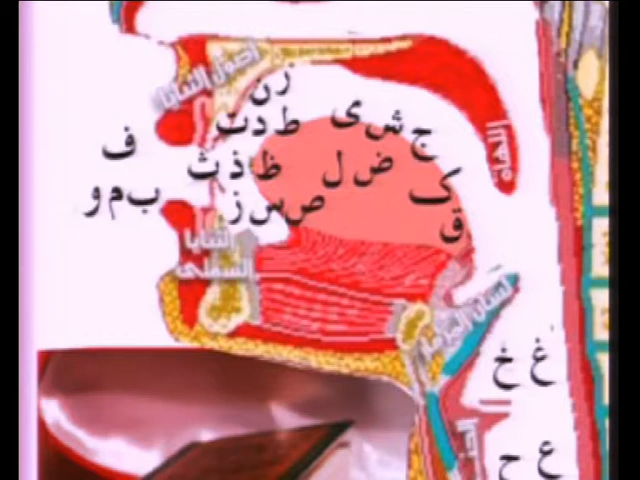 أصول الثنايا
ن ز
ط د ت
ج ش ى
ف
ظ ذ ث
ض ل
ك
ب م و
ص س ز
ق
اللهاة
الثنايا
السفلى
لسان المزمار
غ خ
ع ح